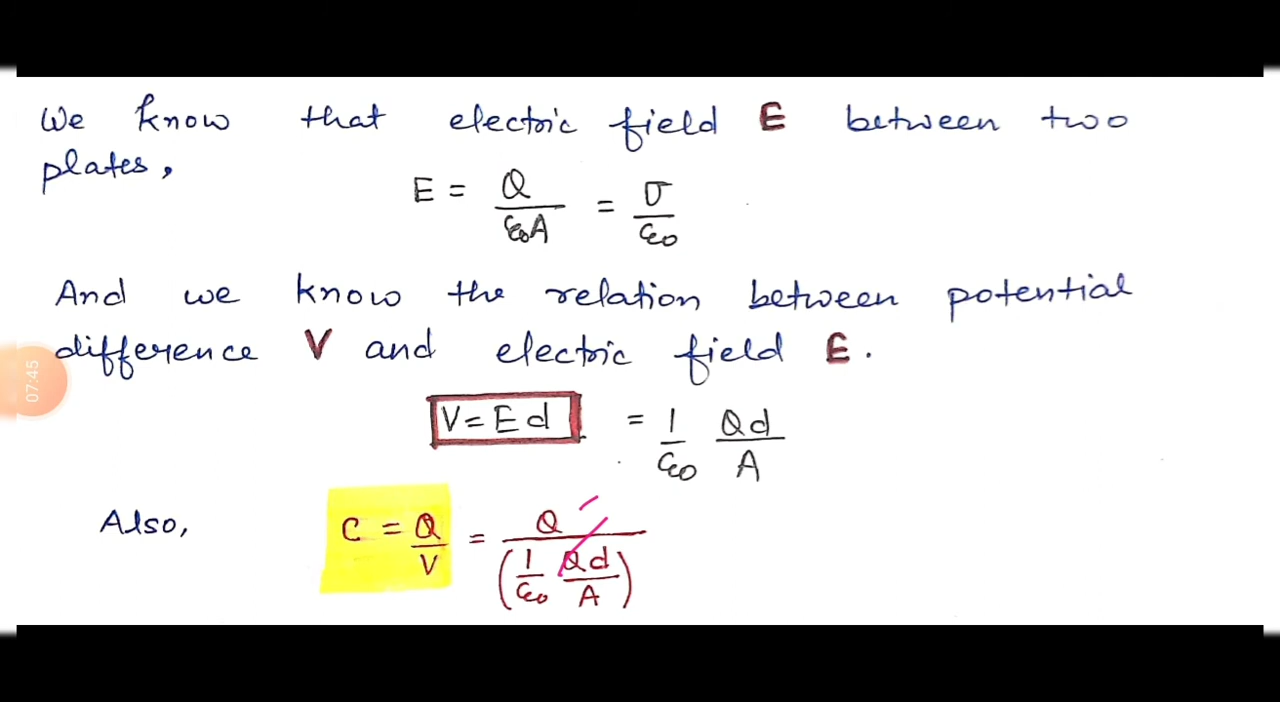 We know that electric field E between two
plates,
E = Q/ε₀A = σ/ε₀
And we know the relation between potential
difference V and electric field E.
07:45
V = Ed = 1/ε₀ Qd/A
Also, C = Q/V = Q/(1/ε₀ Qd/A)